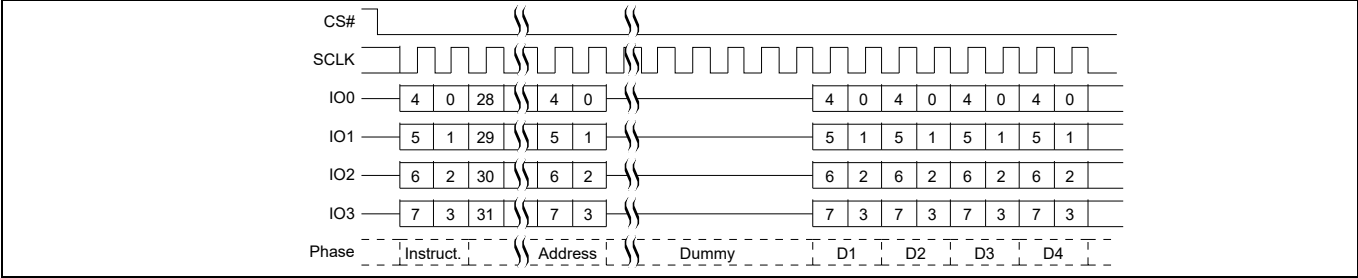 CS#
SCLK
IO0 4 0 28 4 0 4 0 4 0 4 0 4 0
IO1 5 1 29 5 1 5 1 5 1 5 1 5 1
IO2 6 2 30 6 2 6 2 6 2 6 2 6 2
IO3 7 3 31 7 3 7 3 7 3 7 3 7 3
Phase Instruct. Address Dummy D1 D2 D3 D4